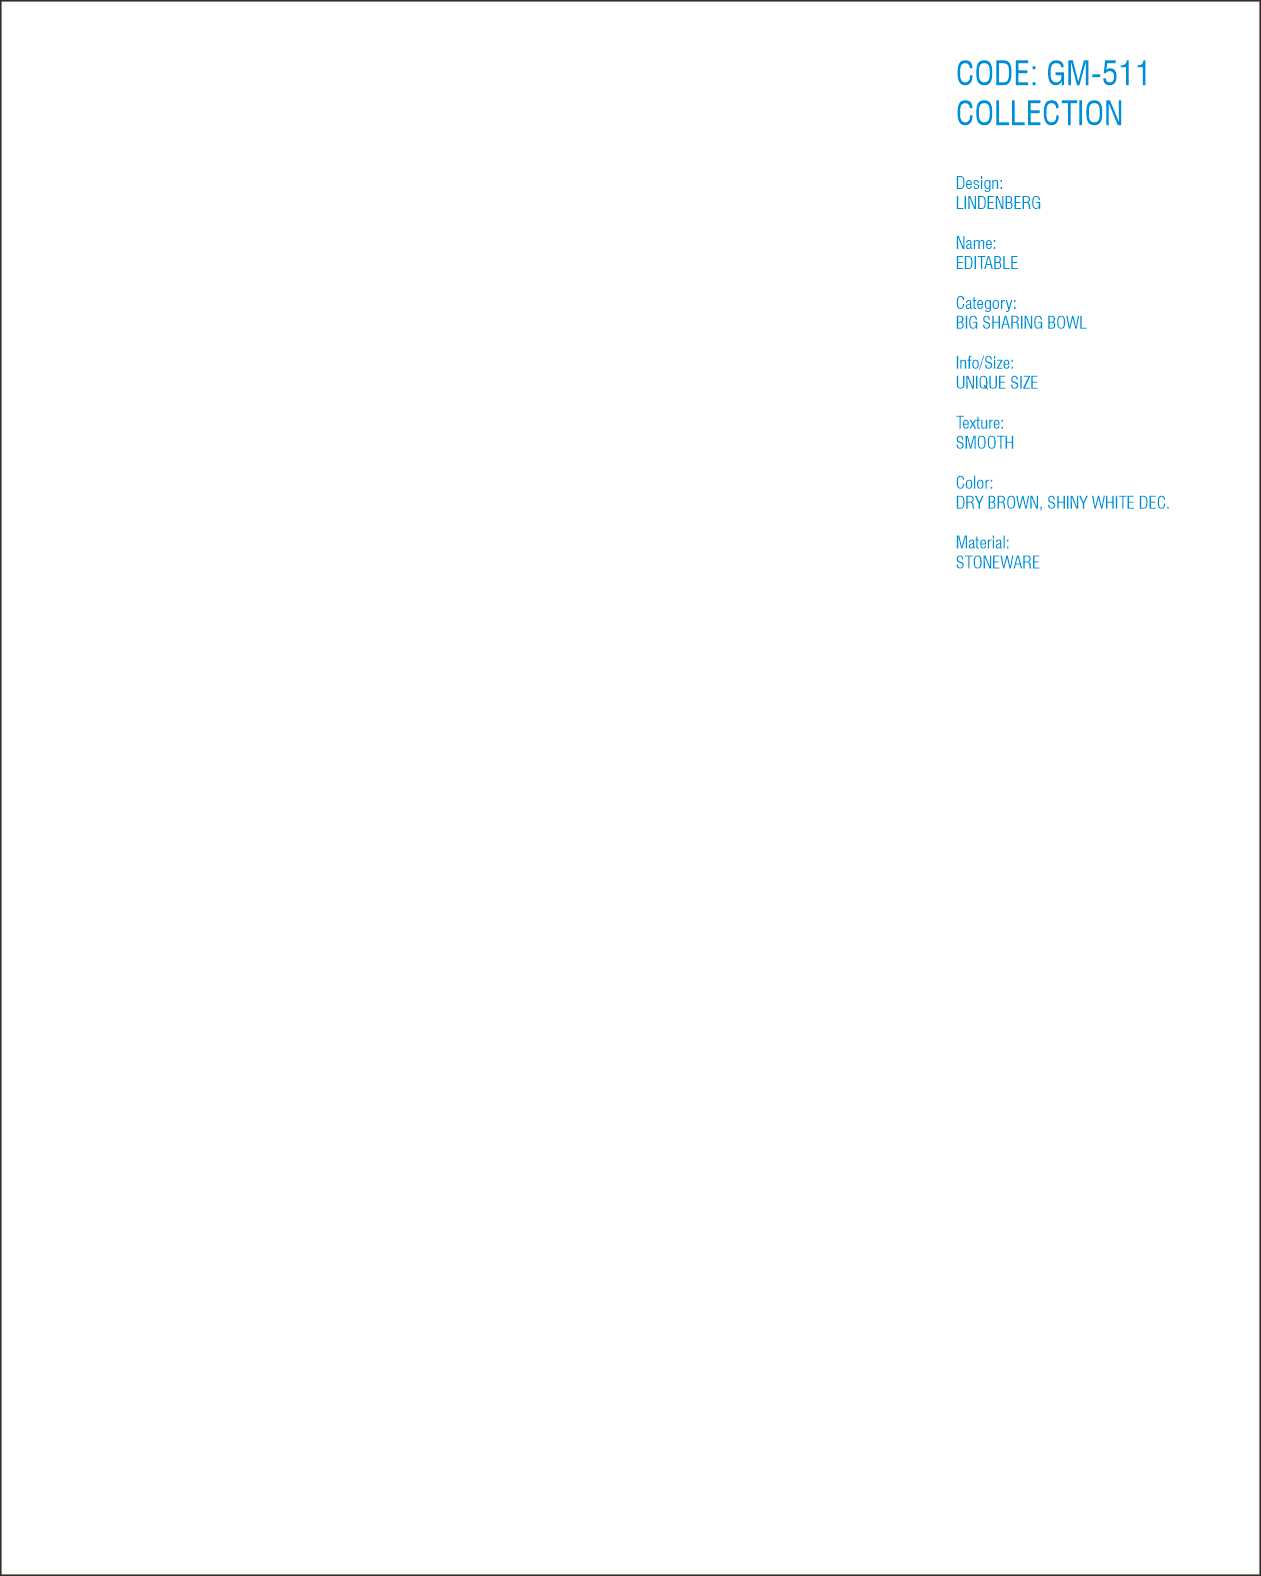 CODE: GM-511
COLLECTION
Design:
LINDENBERG
Name:
EDITABLE
Category:
BIG SHARING BOWL
Info/Size:
UNIQUE SIZE
Texture:
SMOOTH
Color:
DRY BROWN, SHINY WHITE DEC.
Material:
STONEWARE